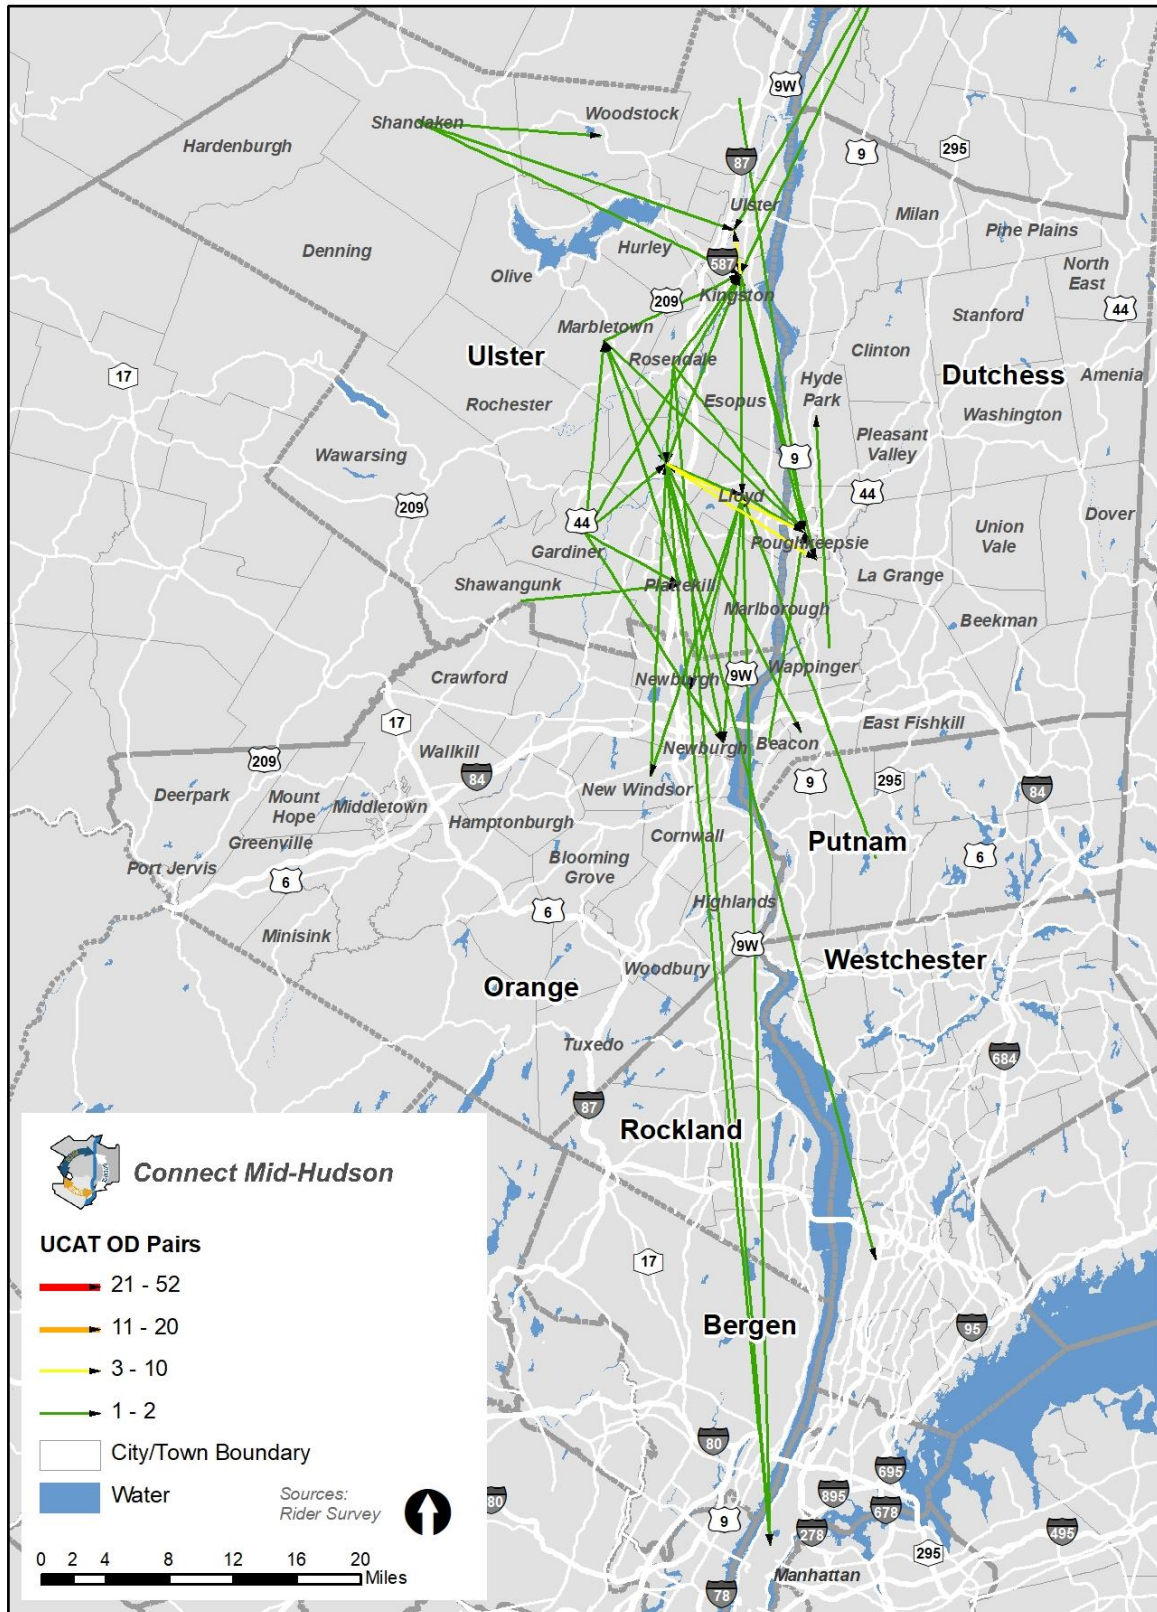 9W
Woodstock
Shandaken
Hardenburgh
87
9
295
Ulster
Milan
Pine Plains
Denning
Hurley
587
North
East
Olive
209
Kingston
44
Stanford
Marbletown
Ulster
Rosendale
Clinton
17
Hyde
Park
Dutchess
Amenia
Rochester
Esopus
Washington
Wawarsing
9
Pleasant
Valley
209
44
Lloyd
44
Dover
Union
Vale
Gardiner
Poughkeepsie
La Grange
Shawangunk
Plattekill
Marlborough
Beekman
Crawford
Newburgh
9W
Wappinger
17
East Fishkill
Wallkill
Newburgh
Beacon
209
84
New Windsor
9
295
84
Deerpark
Mount
Hope
Middletown
Hamptonburgh
Cornwall
Putnam
Greenville
Blooming
Grove
6
Port Jervis
6
Highlands
6
Minisink
9W
Woodbury
Westchester
Orange
Tuxedo
684
87
Rockland
Connect Mid-Hudson
UCAT OD Pairs
21 - 52
17
11 - 20
Bergen
95
3 - 10
1 - 2
City/Town Boundary
80
695
Water
Sources:
Rider Survey
80
895
678
9
278
495
295
0 2 4 8 12 16 20
Miles
Manhattan
78